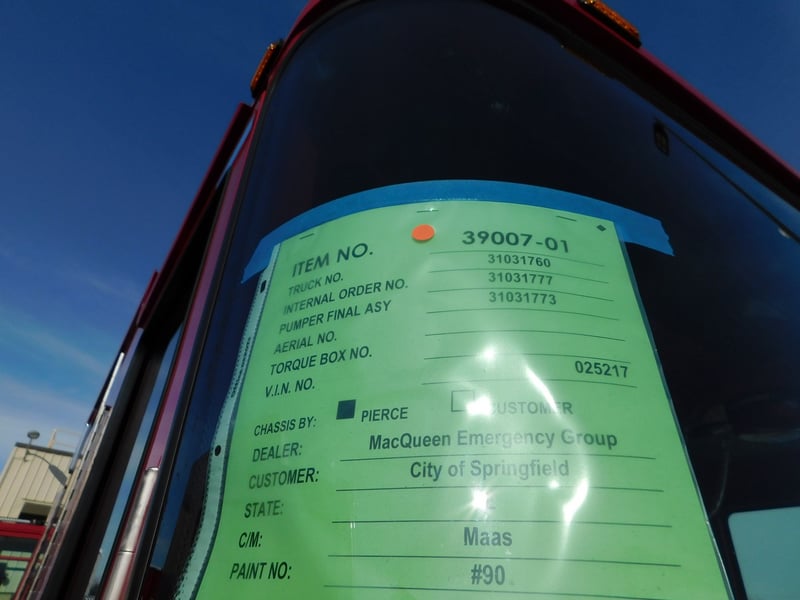 ITEM NO. 39007-01
TRUCK NO. 31031760
INTERNAL ORDER NO. 31031777
PUMPER FINAL ASY 31031773
AERIAL NO.
TORQUE BOX NO.
V.I.N. NO. 025217
CHASSIS BY: PIERCE CUSTOMER
DEALER: MacQueen Emergency Group
CUSTOMER: City of Springfield
STATE:
C/M: Maas
PAINT NO: #90